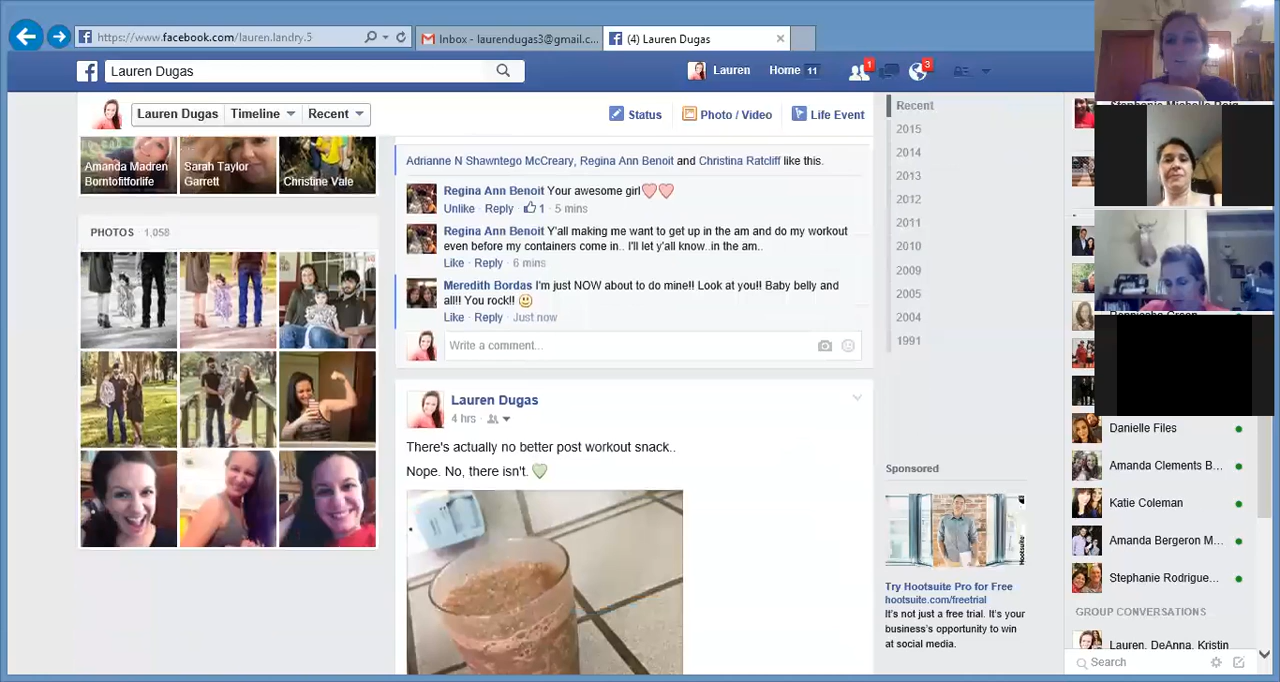 https://www.facebook.com/lauren.landry.5
Inbox - laurendugas3@gmail.c...
(4) Lauren Dugas
Lauren Dugas
Lauren
Home 11
1
3
Lauren Dugas
Timeline
Recent
Status
Photo / Video
Life Event
Amanda Madren
Borntofitforlife
Sarah Taylor
Garrett
Christine Vale
PHOTOS 1,058
Adrianne N Shawntego McCreary, Regina Ann Benoit and Christina Ratcliff like this.
Regina Ann Benoit Your awesome girl
Unlike · Reply · 1 · 5 mins
Regina Ann Benoit Y'all making me want to get up in the am and do my workout
even before my containers come in.. I'll let y'all know..in the am..
Like · Reply · 6 mins
Meredith Bordas I'm just NOW about to do mine!! Look at you!! Baby belly and
all!! You rock!!
Like · Reply · Just now
Write a comment...
Lauren Dugas
4 hrs ·
There's actually no better post workout snack..
Nope. No, there isn't.
Recent
2015
2014
2013
2012
2011
2010
2009
2005
2004
1991
Sponsored
Hootsuite
Try Hootsuite Pro for Free
hootsuite.com/freetrial
It's not just a free trial. It's your
business's opportunity to win
at social media.
Danielle Files
Amanda Clements B...
Katie Coleman
Amanda Bergeron M...
Stephanie Rodrigue...
GROUP CONVERSATIONS
Lauren, DeAnna, Kristin
Search